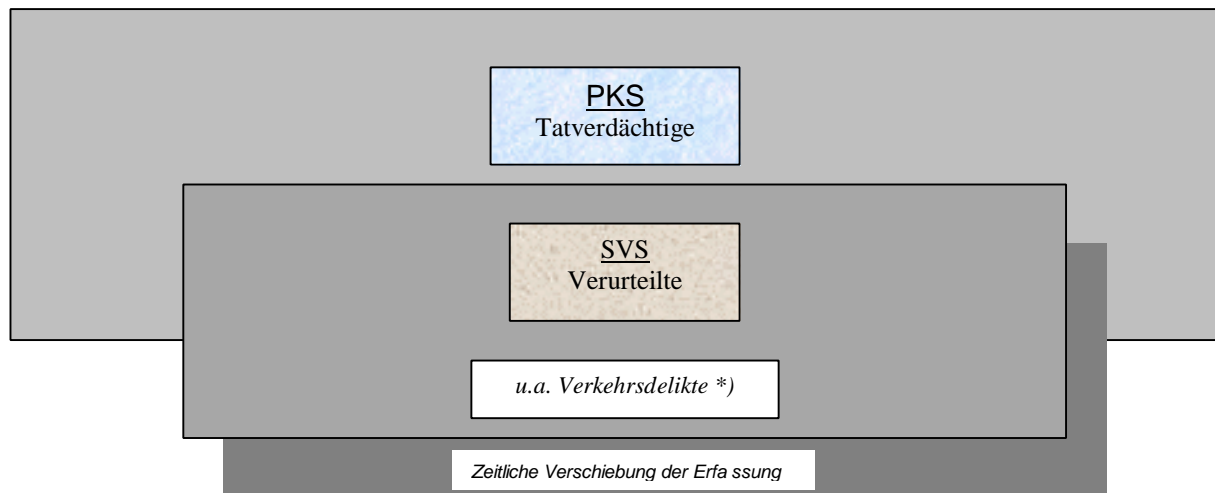 PKS
Tatverdächtige
SVS
Verurteilte
u.a. Verkehrsdelikte *)
Zeitliche Verschiebung der Erfa ssung